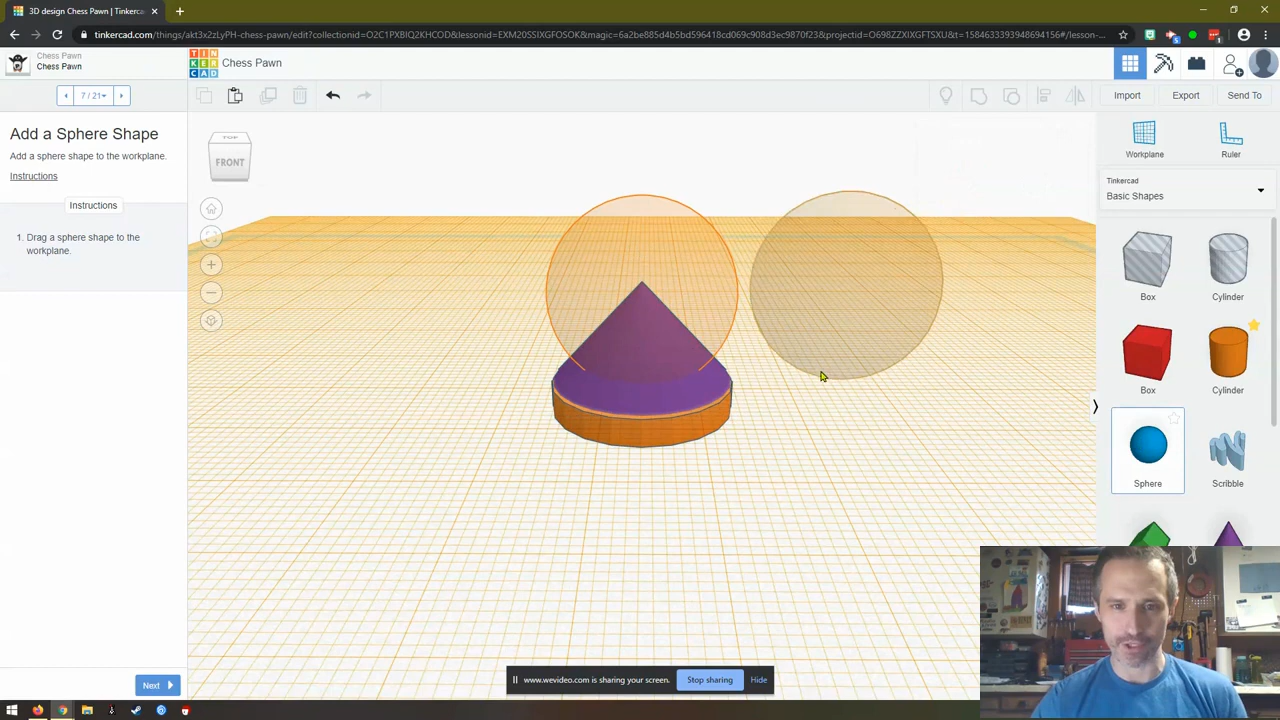 3D design Chess Pawn | Tinkercad
tinkercad.com/things/akt3x2zLyPH-chess-pawn/edit?collectionid=O2C1PXBIQ2KHCOD&lessonid=EXM20SSIXGFOSOK&magic=6a2be885d4b5bd596418cd069c908d3ec9870f23&projectid=O698ZZXIXGFTSXU&t=1584633393948694156#/lesson-...
Chess Pawn
Chess Pawn
TIN
KER
CAD
Chess Pawn
7 / 21
Import
Export
Send To
Add a Sphere Shape
Add a sphere shape to the workplane.
Instructions
Instructions
1. Drag a sphere shape to the
workplane.
TOP
FRONT
Workplane
Ruler
Tinkercad
Basic Shapes
Box
Cylinder
Box
Cylinder
Sphere
Scribble
Next
www.wevideo.com is sharing your screen.
Stop sharing
Hide